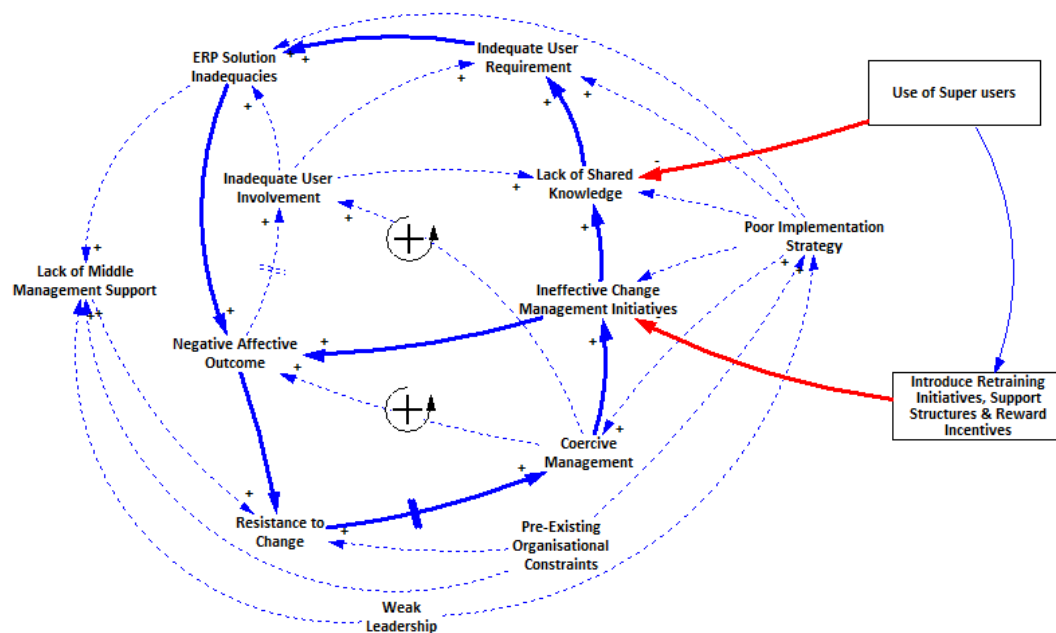 ERP Solution
Inadequacies
Indequate User
Requirement
Use of Super users
Inadequate User
Involvement
Lack of Shared
Knowledge
Poor Implementation
Strategy
Lack of Middle
Management Support
Ineffective Change
Management Initiatives
Negative Affective
Outcome
Introduce Retraining
Initiatives, Support
Structures & Reward
Incentives
Coercive
Management
Resistance to
Change
Pre-Existing
Organisational
Constraints
Weak
Leadership